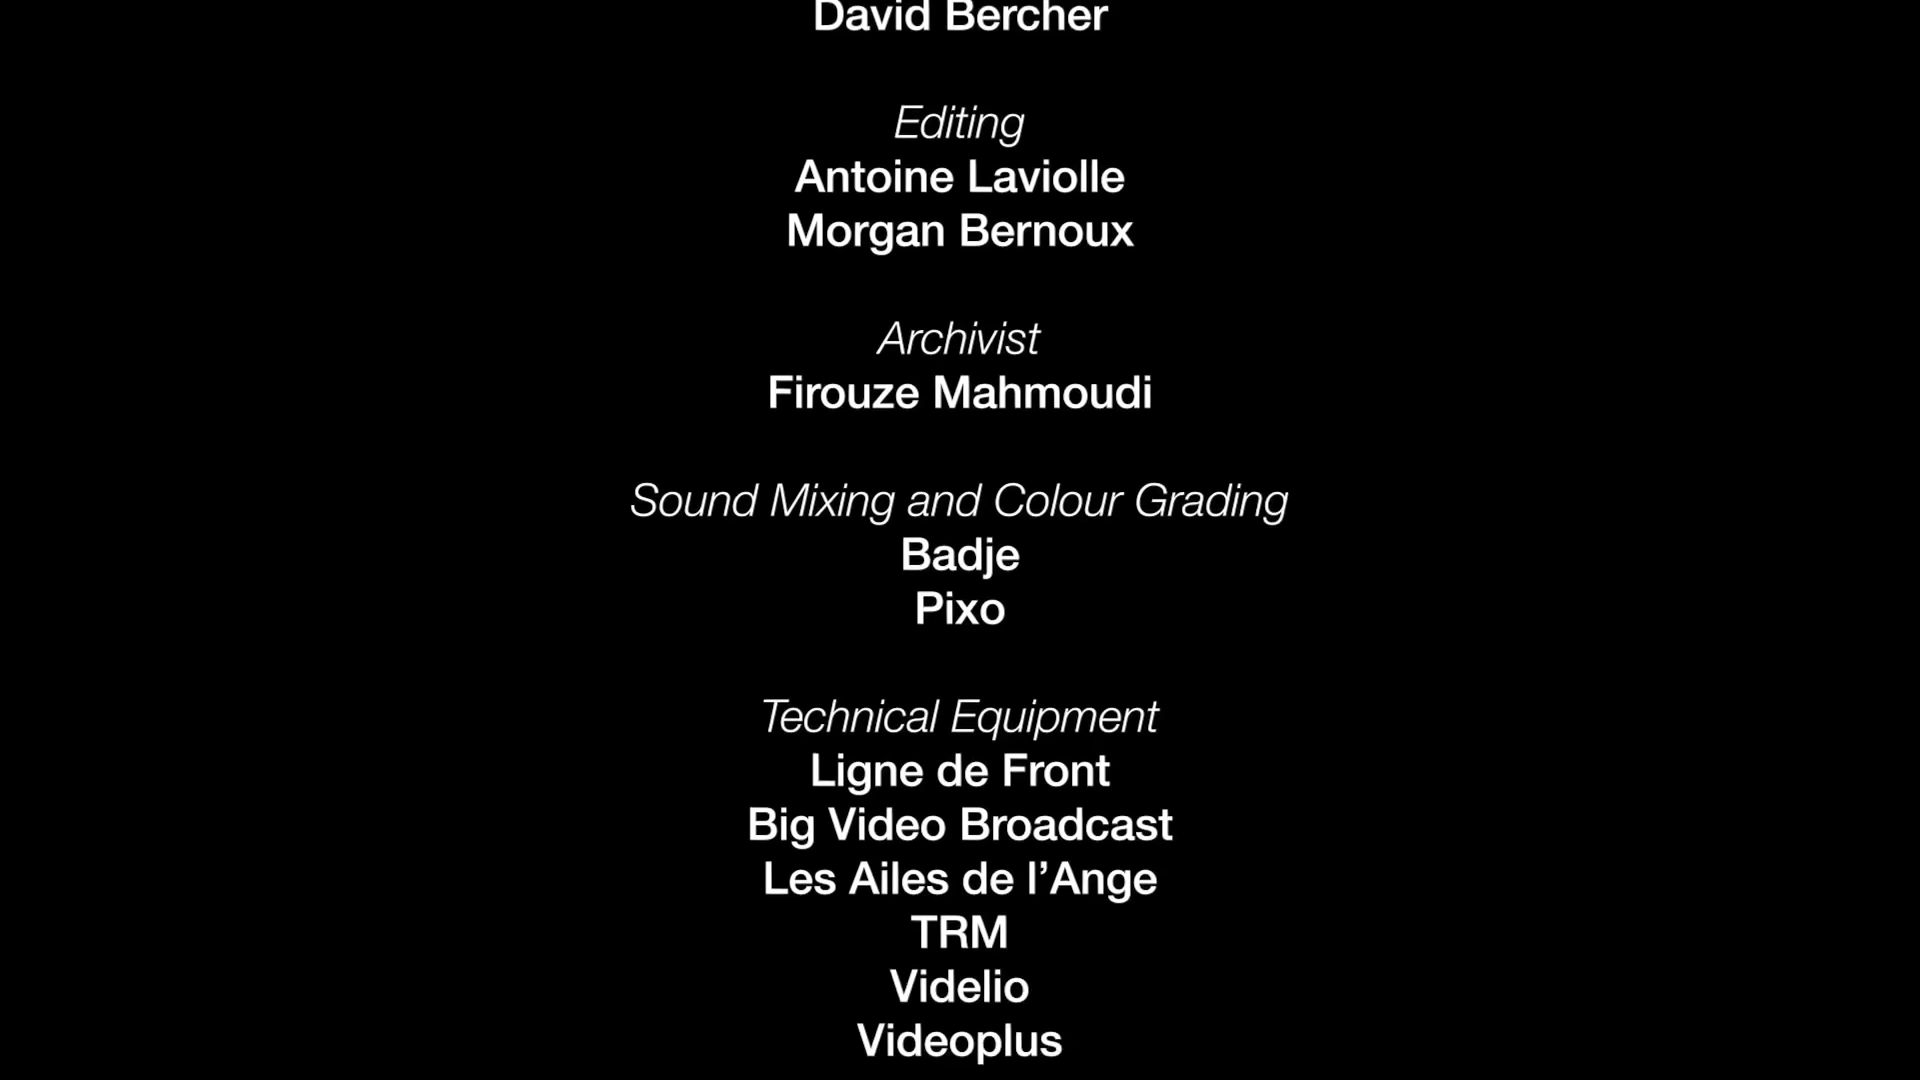 David Bercher
Editing
Antoine Laviolle
Morgan Bernoux
Archivist
Firouze Mahmoudi
Sound Mixing and Colour Grading
Badje
Pixo
Technical Equipment
Ligne de Front
Big Video Broadcast
Les Ailes de l’Ange
TRM
Videlio
Videoplus